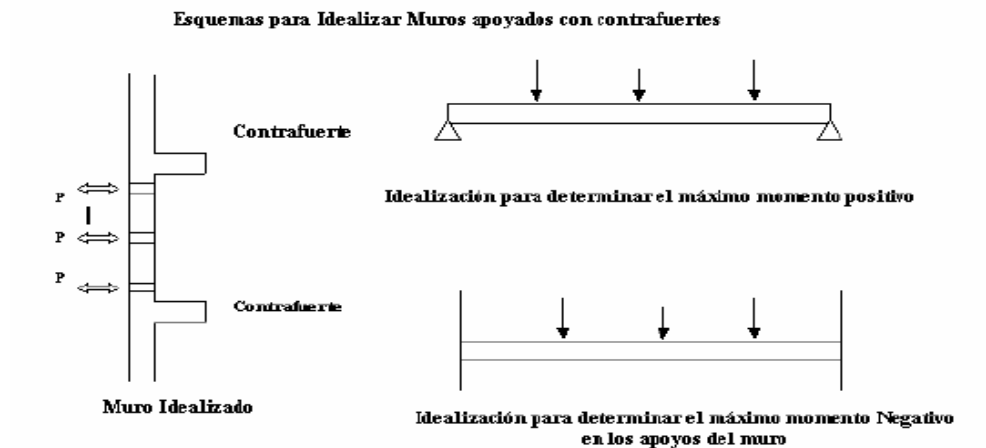 Esquemas para Idealizar Muros apoyados con contrafuertes
Contrafuerte
P
P
P
Contrafuerte
Muro Idealizado
Idealización para determinar el máximo momento positivo
Idealización para determinar el máximo momento Negativo
en los apoyos del muro